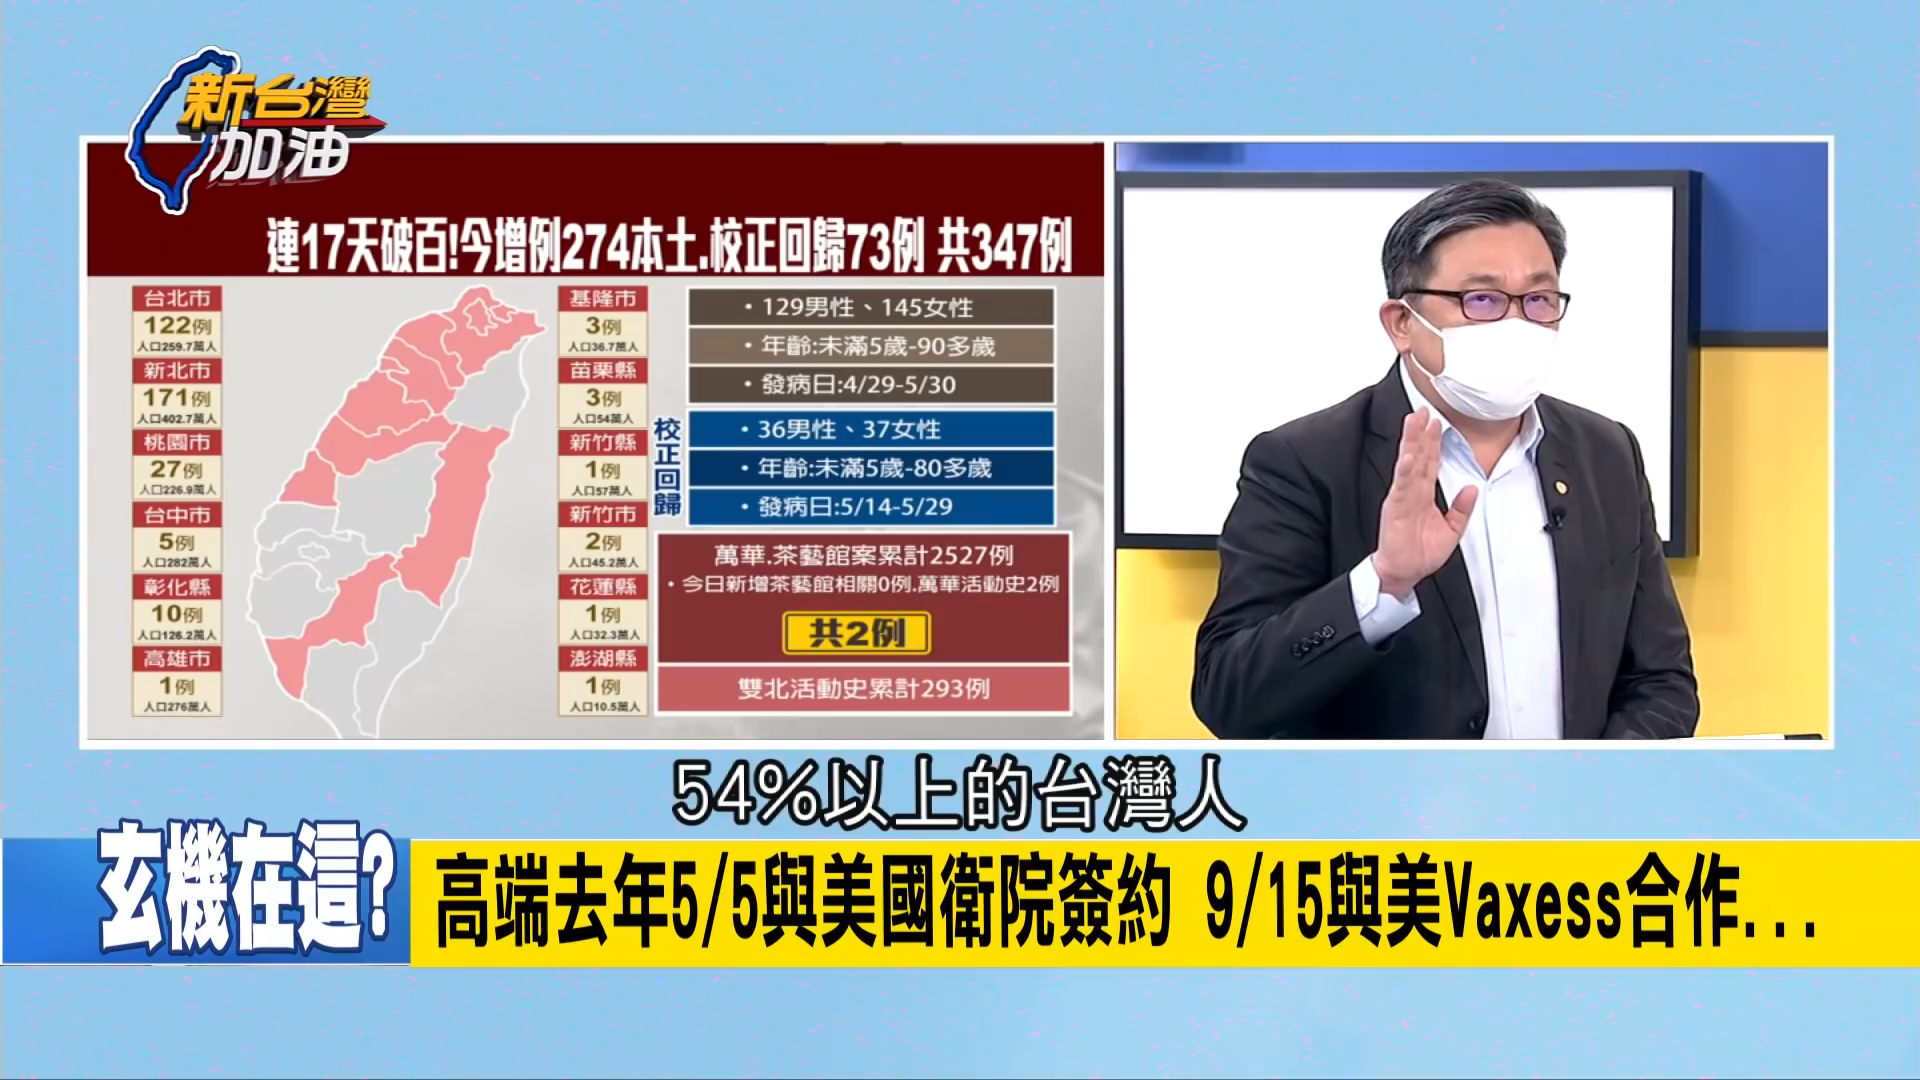 新台灣
加油
連17天破百!今增例274本土.校正回歸73例 共347例
台北市
122例
人口259.7萬人
新北市
171例
人口402.7萬人
桃園市
27例
人口226.9萬人
台中市
5例
人口282萬人
彰化縣
10例
人口126.2萬人
高雄市
1例
人口276萬人
基隆市
3例
人口36.7萬人
苗栗縣
3例
人口54萬人
新竹縣
1例
人口57萬人
新竹市
2例
人口45.2萬人
花蓮縣
1例
人口32.3萬人
澎湖縣
1例
人口10.5萬人
・129男性、145女性
・年齡:未滿5歲-90多歲
・發病日:4/29-5/30
校正回歸
・36男性、37女性
・年齡:未滿5歲-80多歲
・發病日:5/14-5/29
萬華.茶藝館案累計2527例
・今日新增茶藝館相關0例.萬華活動史2例
共2例
雙北活動史累計293例
54%以上的台灣人
玄機在這?
高端去年5/5與美國衛院簽約 9/15與美Vaxess合作...